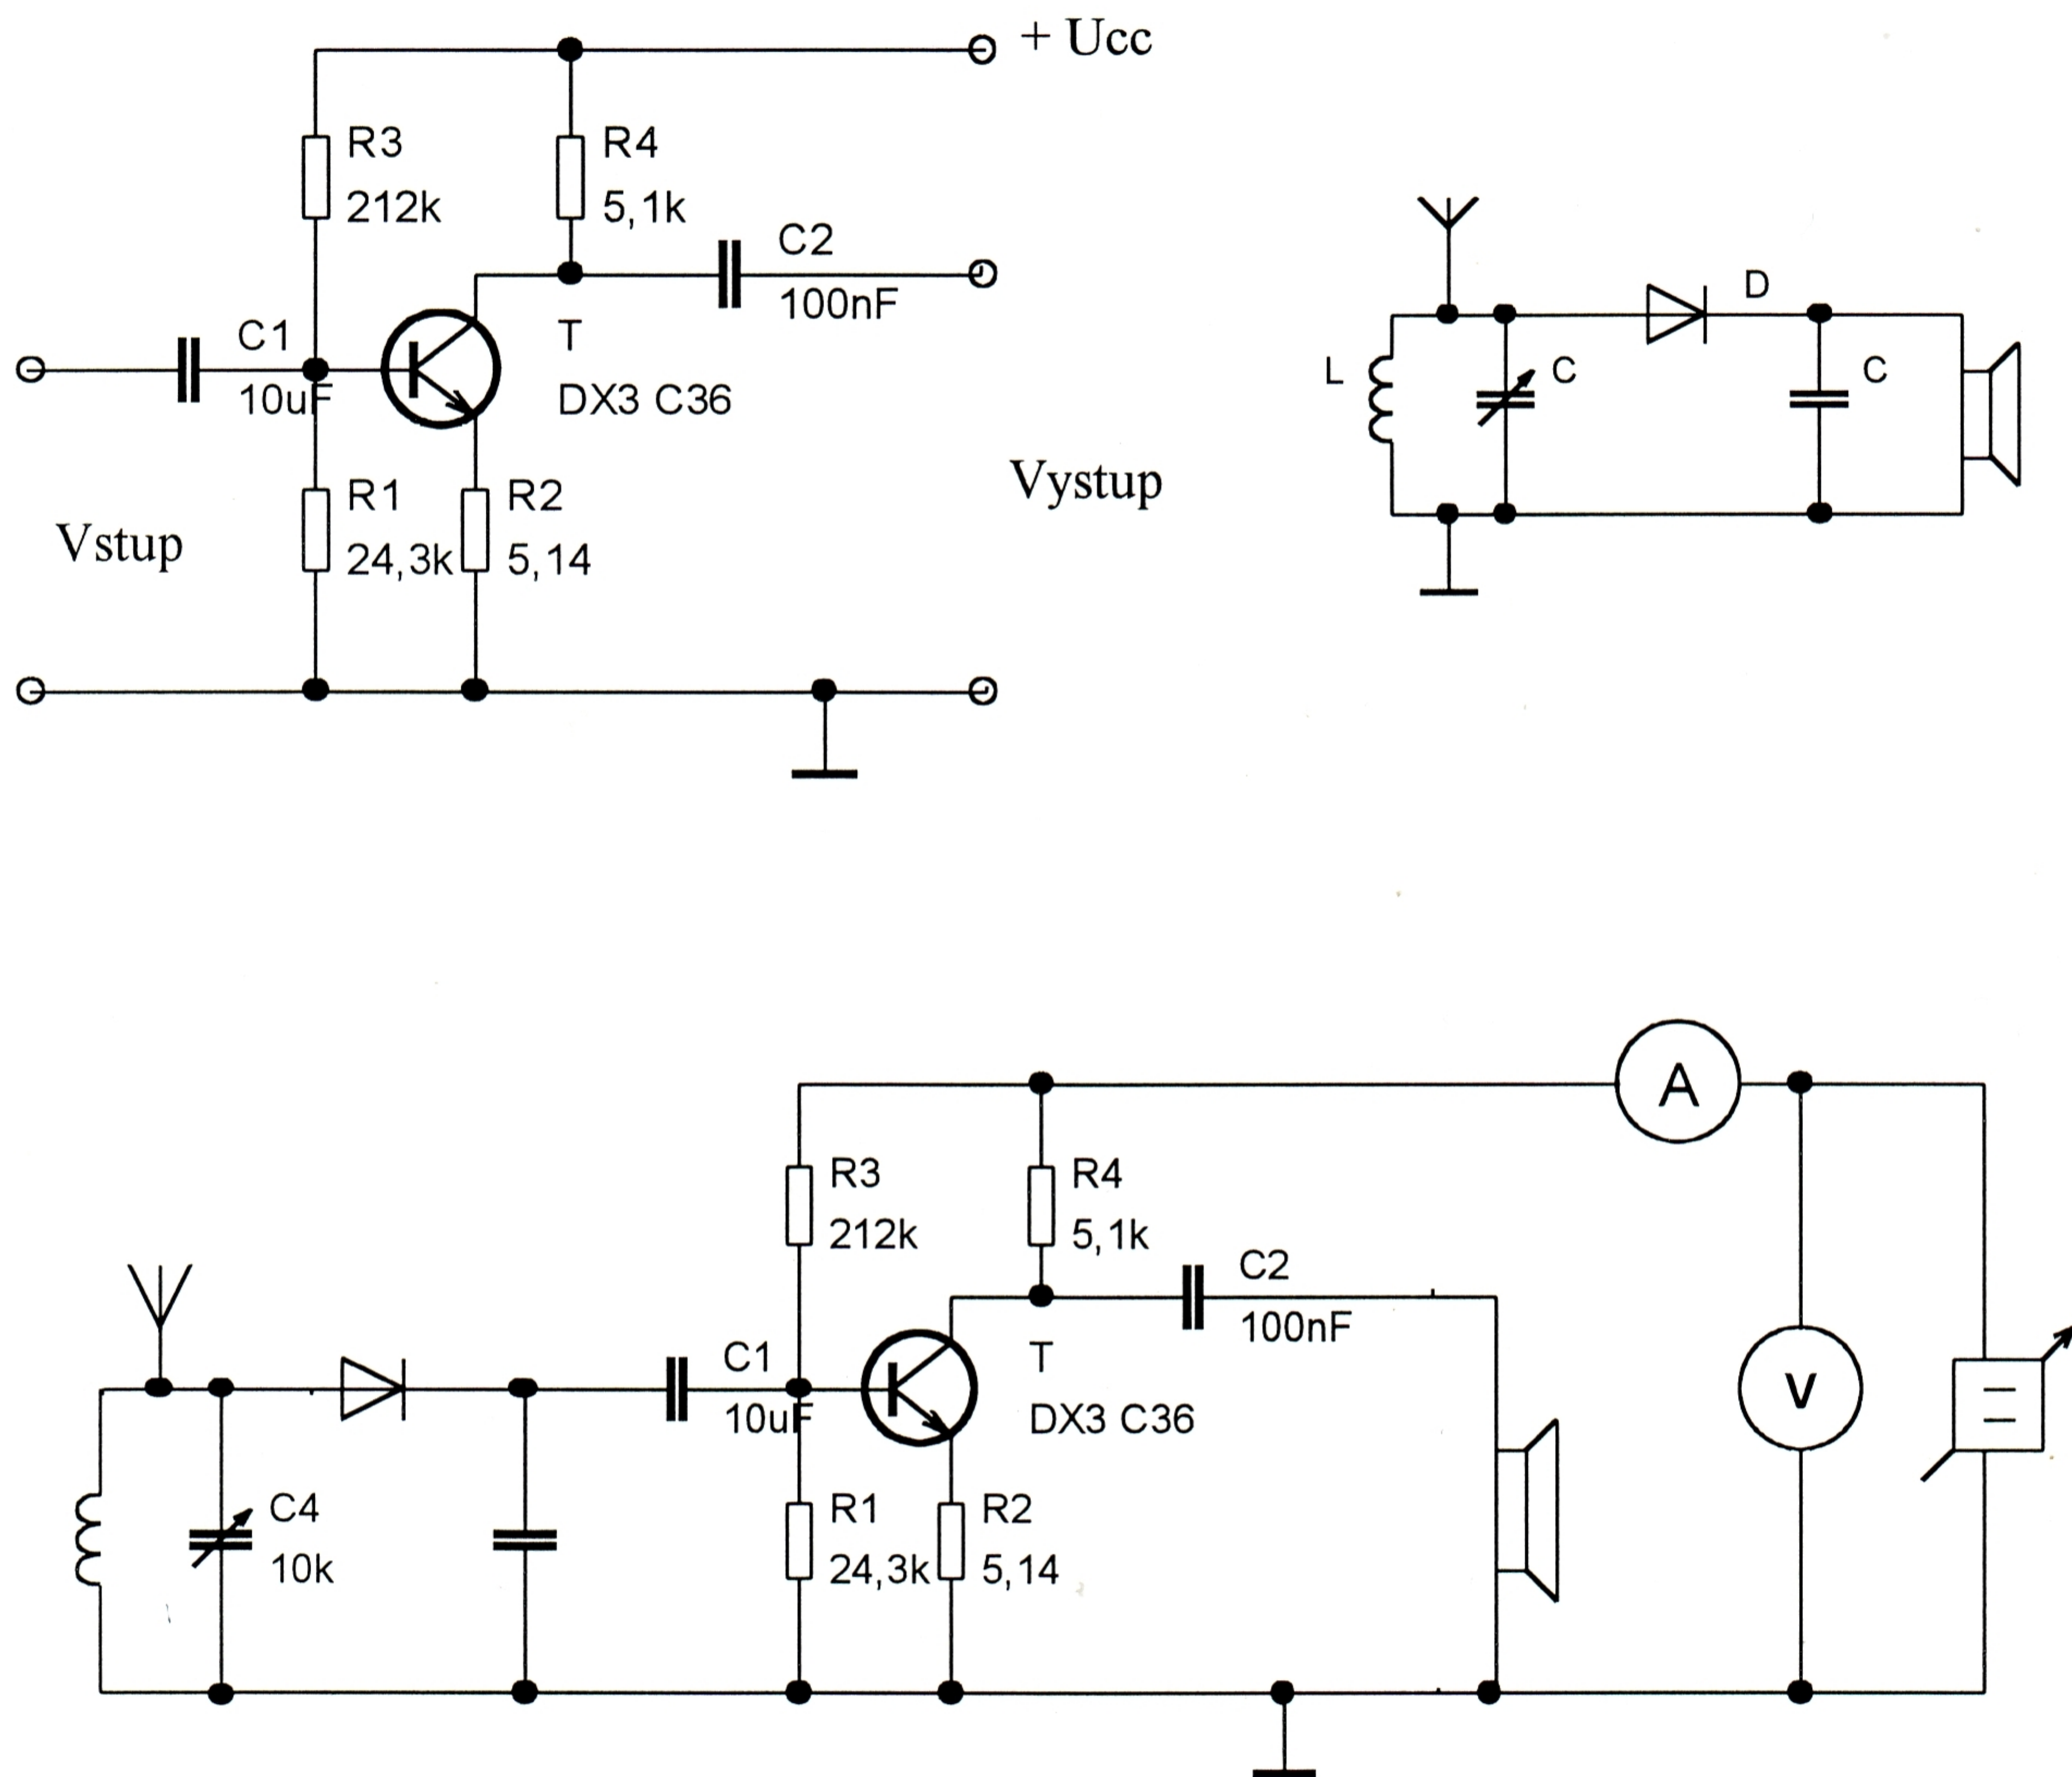 + Ucc
R3
212k
R4
5,1k
C2
100nF
C1
10uF
T
DX3 C36
R1
24,3k
R2
5,14
Vstup
Vystup
D
L
C
C
A
R3
212k
R4
5,1k
C2
100nF
C1
10uF
T
DX3 C36
V
C4
10k
R1
24,3k
R2
5,14